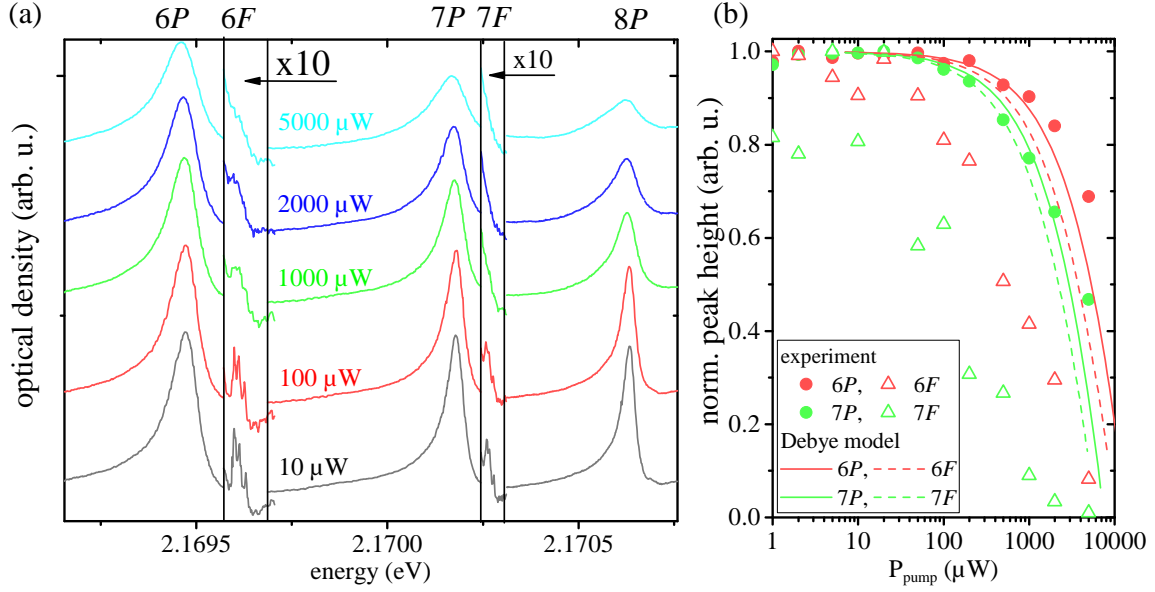 (a)
6P 6F 7P 7F 8P
x10
x10
5000 µW
2000 µW
1000 µW
100 µW
10 µW
optical density (arb. u.)
2.1695 2.1700 2.1705
energy (eV)
(b)
1.0
0.8
0.6
0.4
0.2
0.0
norm. peak height (arb. u.)
experiment
6P, 6F
7P, 7F
Debye model
6P, 6F
7P, 7F
1 10 100 1000 10000
P_pump (µW)